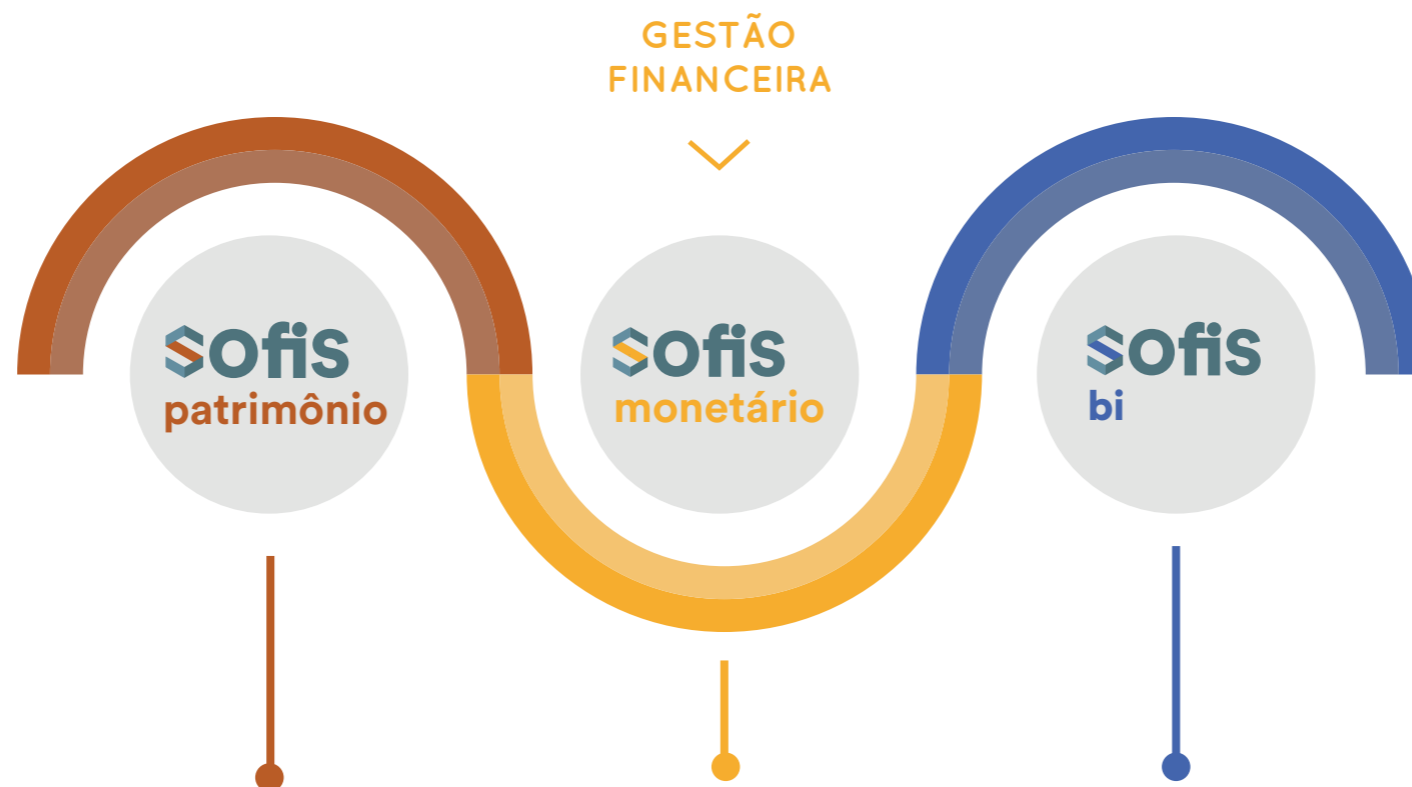 GESTÃO
FINANCEIRA
sofis
patrimônio
sofis
monetário
sofis
bi